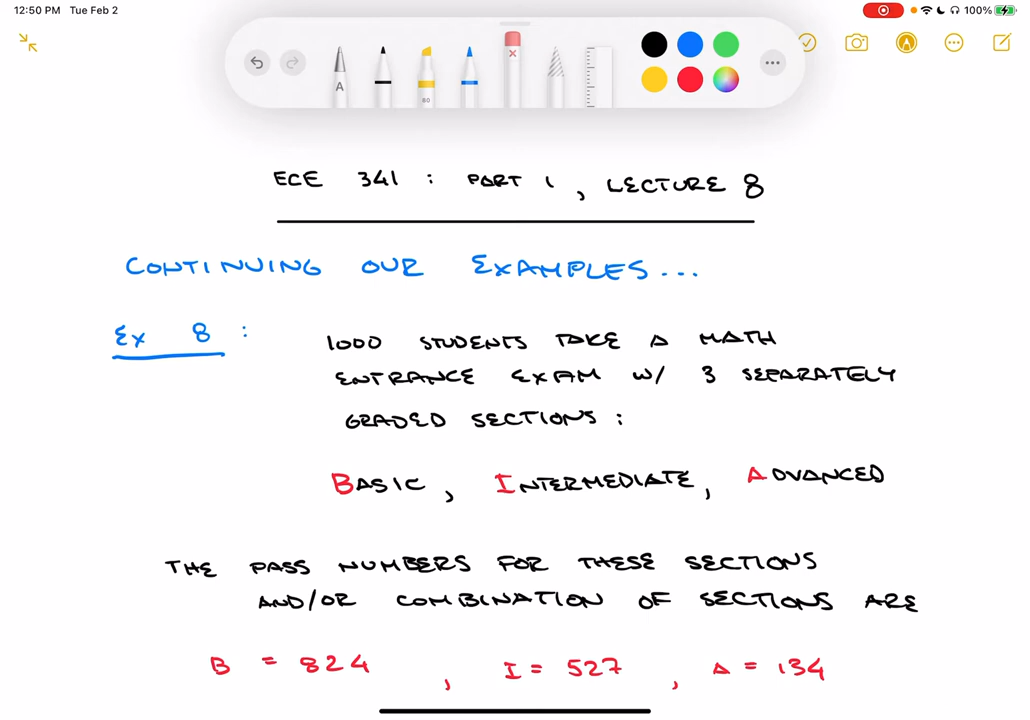 12:50 PM Tue Feb 2
100%
A
80
ECE 341 : PART 1, LECTURE 8
CONTINUING OUR EXAMPLES...
Ex 8 :
1000 STUDENTS TAKE A MATH
ENTRANCE EXAM W/ 3 SEPARATELY
GRADED SECTIONS :
BASIC, INTERMEDIATE, ADVANCED
THE PASS NUMBERS FOR THESE SECTIONS
AND/OR COMBINATION OF SECTIONS ARE
B = 824, I = 527, A = 134